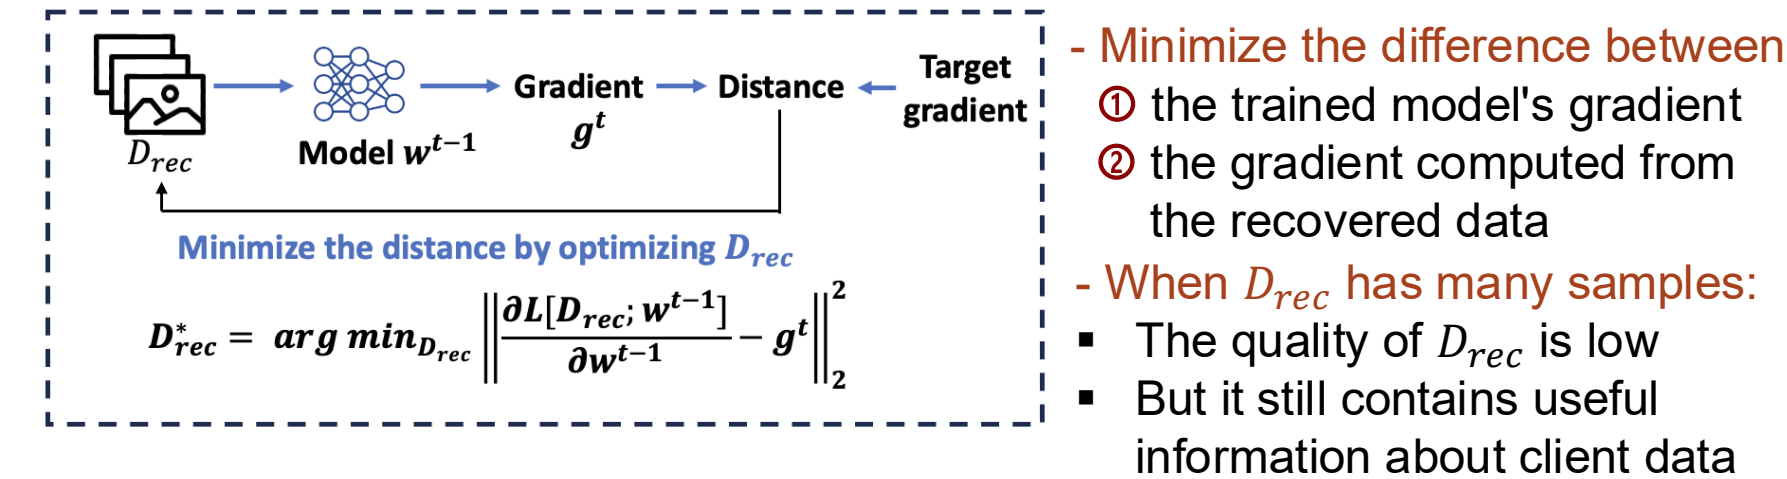 D_rec
Model w^{t-1}
Gradient
g^t
Distance
Target
gradient
Minimize the distance by optimizing D_rec
D^*_rec = arg min_{D_rec} ‖ ∂L[D_rec; w^{t-1}] / ∂w^{t-1} − g^t ‖^2_2
- Minimize the difference between
① the trained model's gradient
② the gradient computed from
the recovered data
- When D_rec has many samples:
▪ The quality of D_rec is low
▪ But it still contains useful
information about client data